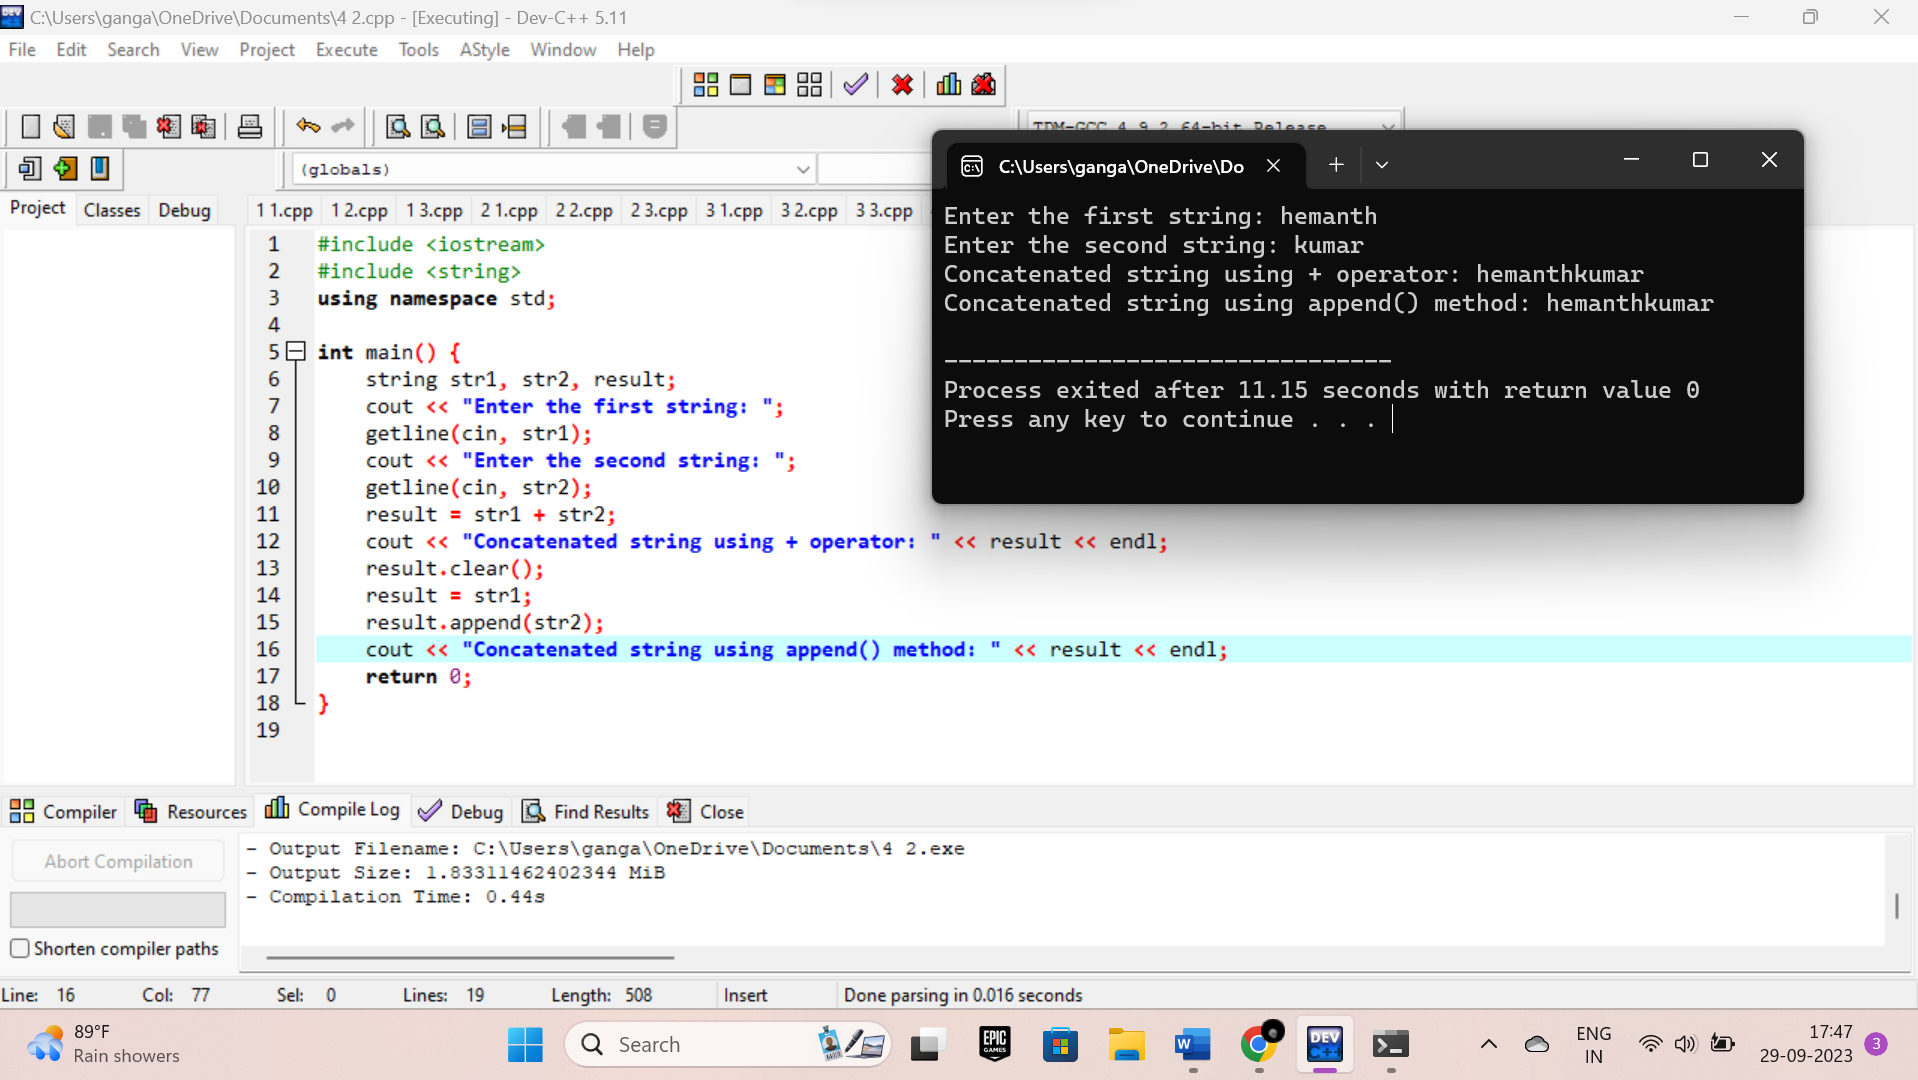 C:\Users\ganga\OneDrive\Documents\4 2.cpp - [Executing] - Dev-C++ 5.11
File Edit Search View Project Execute Tools AStyle Window Help
TDM-GCC 4.9.2 64-bit Release
(globals)
Project Classes Debug
1 1.cpp 1 2.cpp 1 3.cpp 2 1.cpp 2 2.cpp 2 3.cpp 3 1.cpp 3 2.cpp 3 3.cpp
1 #include <iostream>
2 #include <string>
3 using namespace std;
4
5 int main() {
6 string str1, str2, result;
7 cout << "Enter the first string: ";
8 getline(cin, str1);
9 cout << "Enter the second string: ";
10 getline(cin, str2);
11 result = str1 + str2;
12 cout << "Concatenated string using + operator: " << result << endl;
13 result.clear();
14 result = str1;
15 result.append(str2);
16 cout << "Concatenated string using append() method: " << result << endl;
17 return 0;
18 }
19
C:\Users\ganga\OneDrive\Do
Enter the first string: hemanth
Enter the second string: kumar
Concatenated string using + operator: hemanthkumar
Concatenated string using append() method: hemanthkumar
--------------------------------
Process exited after 11.15 seconds with return value 0
Press any key to continue . . .
Compiler Resources Compile Log Debug Find Results Close
Abort Compilation
Shorten compiler paths
- Output Filename: C:\Users\ganga\OneDrive\Documents\4 2.exe
- Output Size: 1.83311462402344 MiB
- Compilation Time: 0.44s
Line: 16 Col: 77 Sel: 0 Lines: 19 Length: 508 Insert Done parsing in 0.016 seconds
89°F
Rain showers
Search
EPIC
GAMES
W
DEV
C++
ENG
IN
17:47
29-09-2023
3